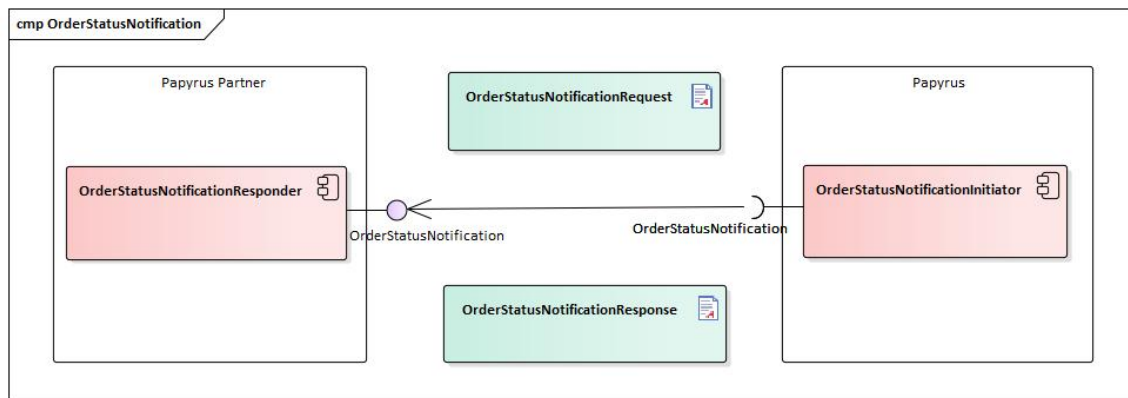 cmp OrderStatusNotification
Papyrus Partner
OrderStatusNotificationRequest
Papyrus
OrderStatusNotificationResponder
OrderStatusNotificationInitiator
OrderStatusNotification
OrderStatusNotification
OrderStatusNotificationResponse